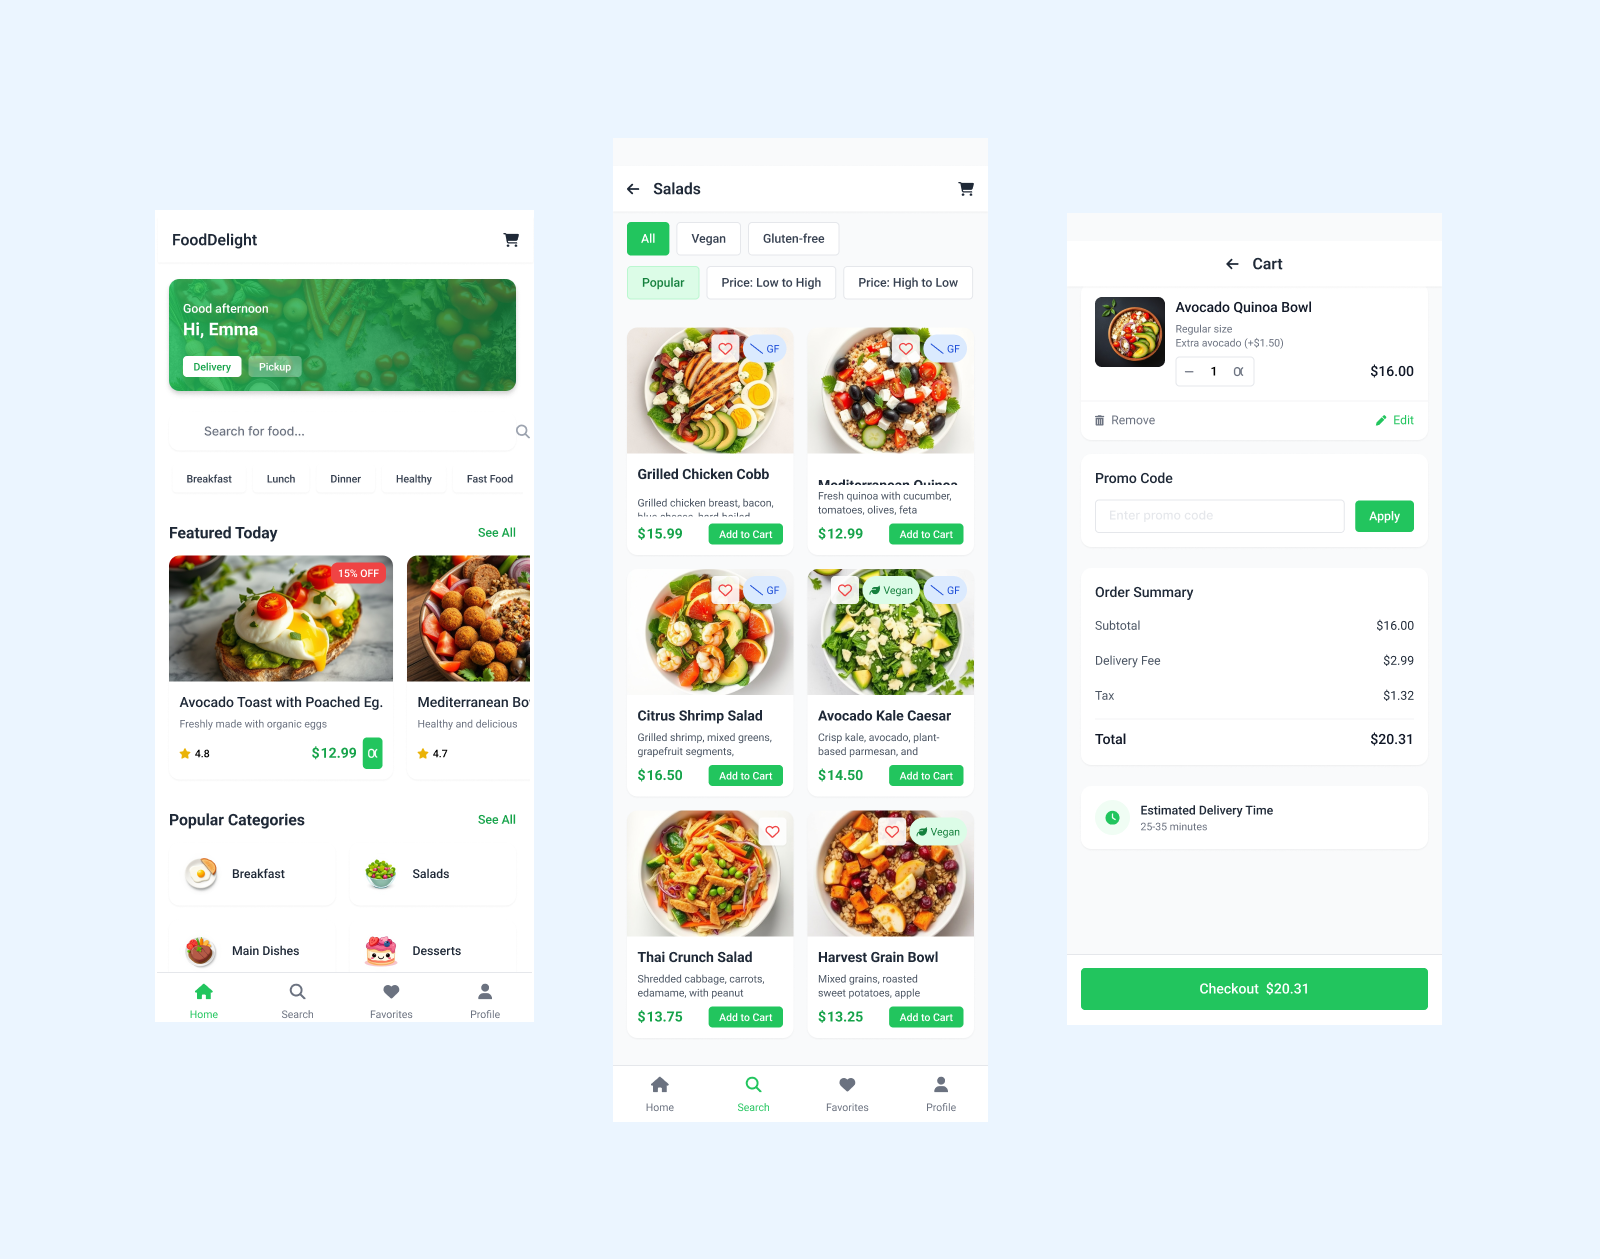 FoodDelight
Good afternoon
Hi, Emma
Delivery
Pickup
Search for food...
Breakfast
Lunch
Dinner
Healthy
Fast Food
Featured Today
See All
15% OFF
Avocado Toast with Poached Eg.
Freshly made with organic eggs
4.8
$12.99
Mediterranean Bo
Healthy and delicious
4.7
Popular Categories
See All
Breakfast
Salads
Main Dishes
Desserts
Home
Search
Favorites
Profile
Salads
All
Vegan
Gluten-free
Popular
Price: Low to High
Price: High to Low
GF
Grilled Chicken Cobb
Grilled chicken breast, bacon,
blue cheese, hard-boiled
$15.99
Add to Cart
GF
Mediterranean Quinoa
Fresh quinoa with cucumber,
tomatoes, olives, feta
$12.99
Add to Cart
GF
Citrus Shrimp Salad
Grilled shrimp, mixed greens,
grapefruit segments,
$16.50
Add to Cart
Vegan
GF
Avocado Kale Caesar
Crisp kale, avocado, plant-
based parmesan, and
$14.50
Add to Cart
Thai Crunch Salad
Shredded cabbage, carrots,
edamame, with peanut
$13.75
Add to Cart
Vegan
Harvest Grain Bowl
Mixed grains, roasted
sweet potatoes, apple
$13.25
Add to Cart
Home
Search
Favorites
Profile
Cart
Avocado Quinoa Bowl
Regular size
Extra avocado (+$1.50)
1
$16.00
Remove
Edit
Promo Code
Enter promo code
Apply
Order Summary
Subtotal
$16.00
Delivery Fee
$2.99
Tax
$1.32
Total
$20.31
Estimated Delivery Time
25-35 minutes
Checkout $20.31